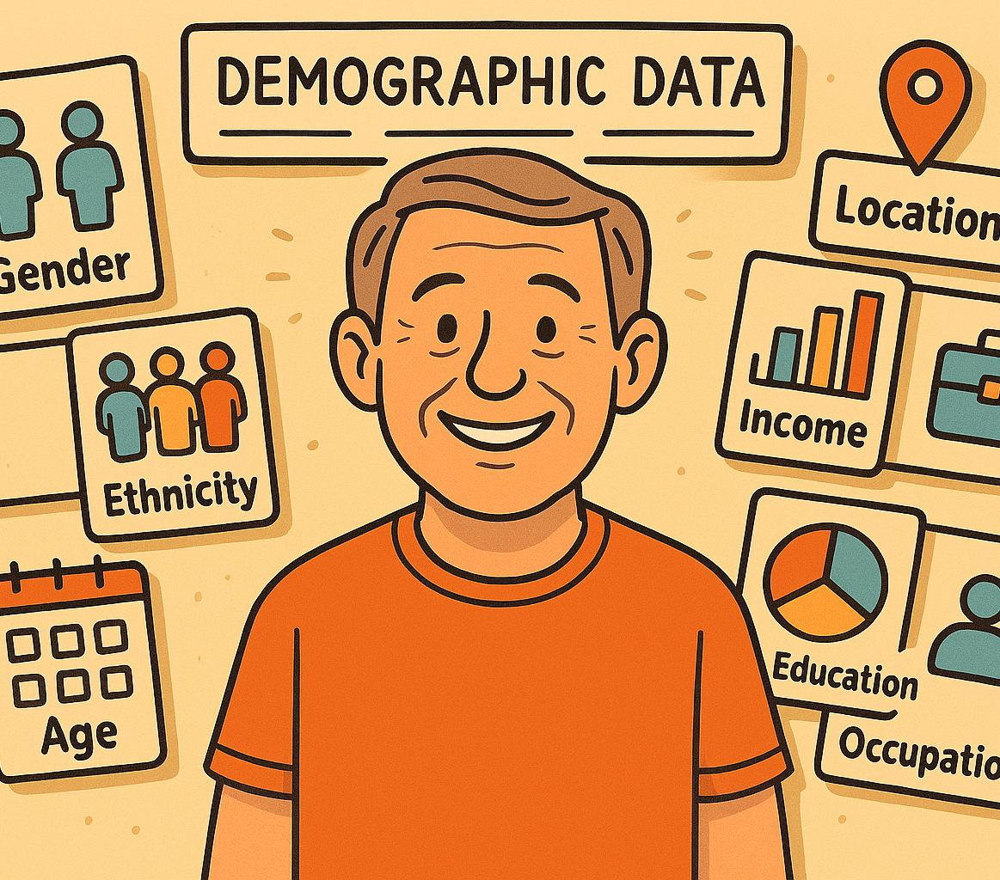 DEMOGRAPHIC DATA
Gender
Location
Ethnicity
Income
Age
Education
Occupatio